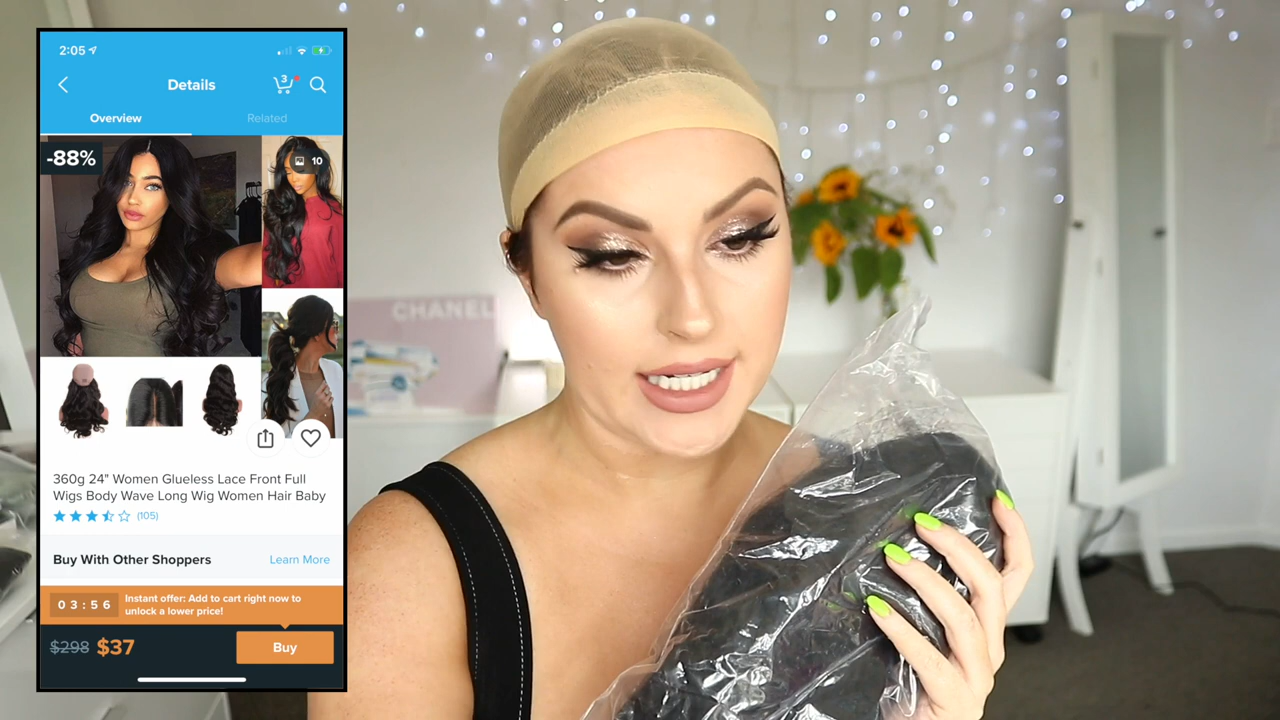 2:05
Details
3
Overview
Related
-88%
10
360g 24" Women Glueless Lace Front Full
Wigs Body Wave Long Wig Women Hair Baby
(105)
Buy With Other Shoppers
Learn More
03:56
Instant offer: Add to cart right now to
unlock a lower price!
$298 $37
Buy
CHANEL